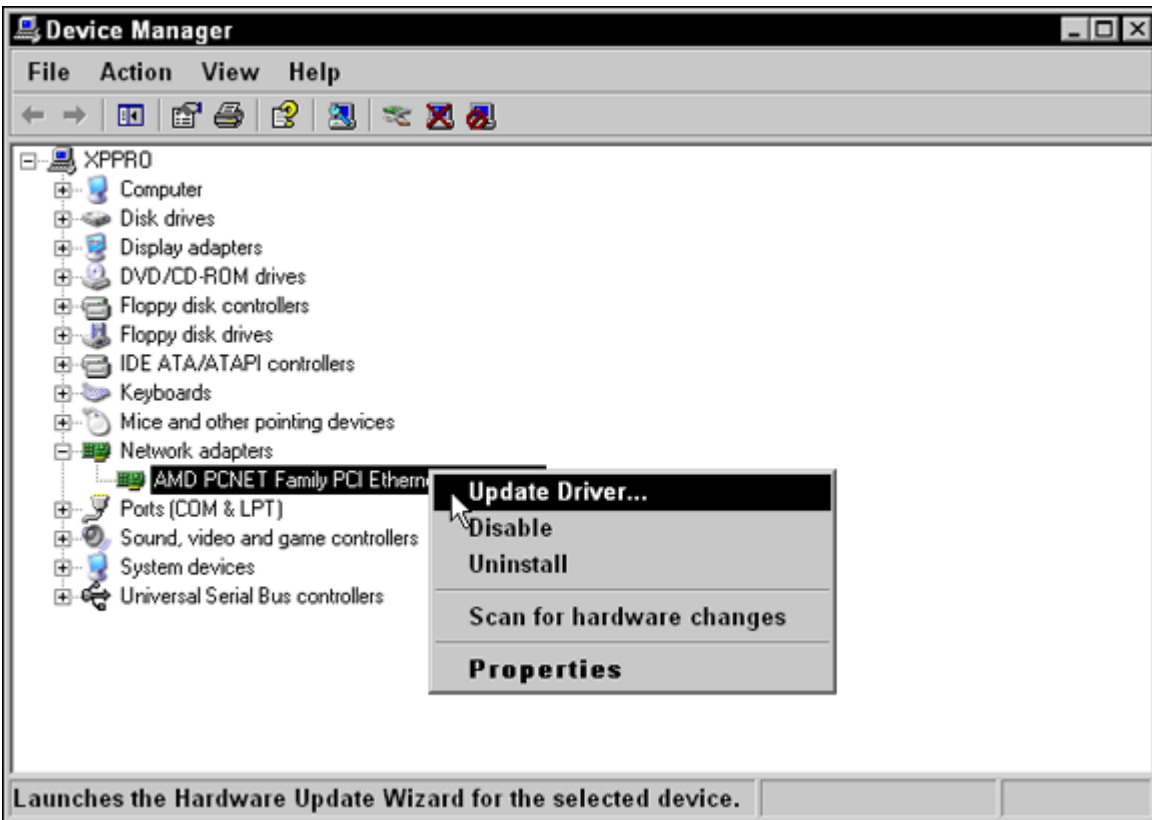 Device Manager
File Action View Help
XPPRO
Computer
Disk drives
Display adapters
DVD/CD-ROM drives
Floppy disk controllers
Floppy disk drives
IDE ATA/ATAPI controllers
Keyboards
Mice and other pointing devices
Network adapters
AMD PCNET Family PCI
Ports (COM & LPT)
Sound, video and game controllers
System devices
Universal Serial Bus controllers
Update Driver...
Disable
Uninstall
Scan for hardware changes
Properties
Launches the Hardware Update Wizard for the selected device.